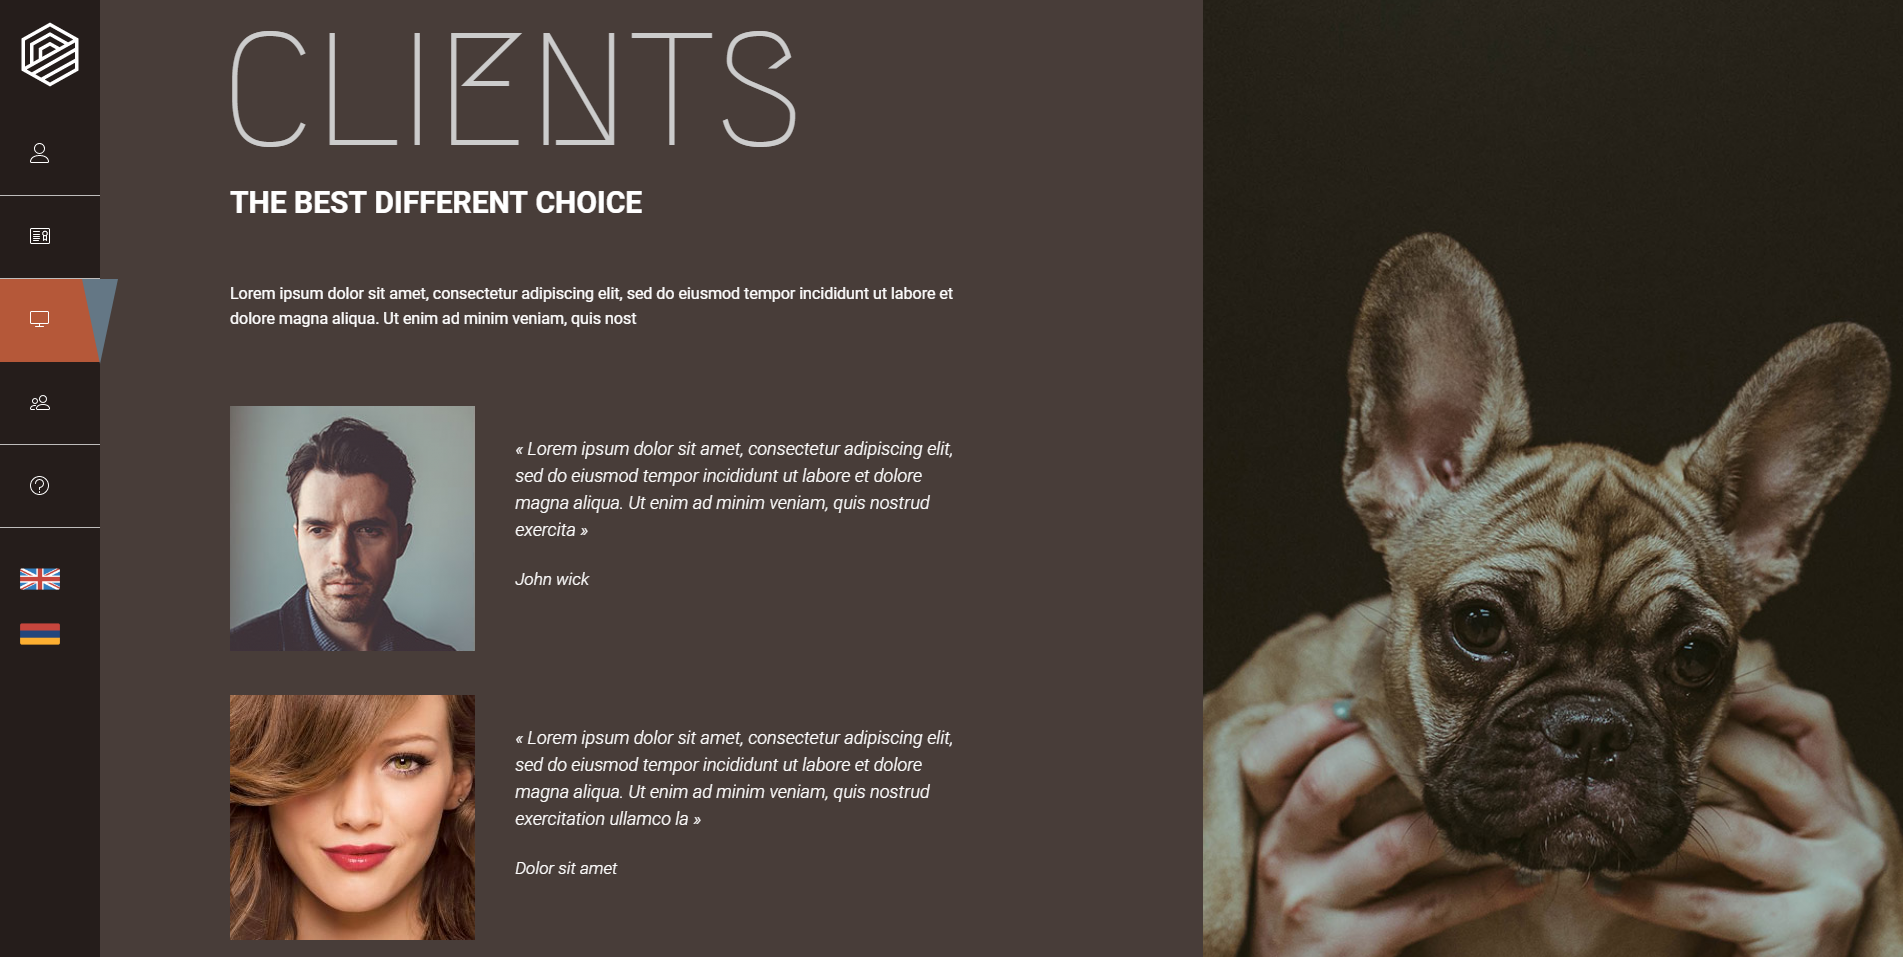 CLIENTS
THE BEST DIFFERENT CHOICE
Lorem ipsum dolor sit amet, consectetur adipiscing elit, sed do eiusmod tempor incididunt ut labore et
dolore magna aliqua. Ut enim ad minim veniam, quis nost
« Lorem ipsum dolor sit amet, consectetur adipiscing elit,
sed do eiusmod tempor incididunt ut labore et dolore
magna aliqua. Ut enim ad minim veniam, quis nostrud
exercita »
John wick
« Lorem ipsum dolor sit amet, consectetur adipiscing elit,
sed do eiusmod tempor incididunt ut labore et dolore
magna aliqua. Ut enim ad minim veniam, quis nostrud
exercitation ullamco la »
Dolor sit amet